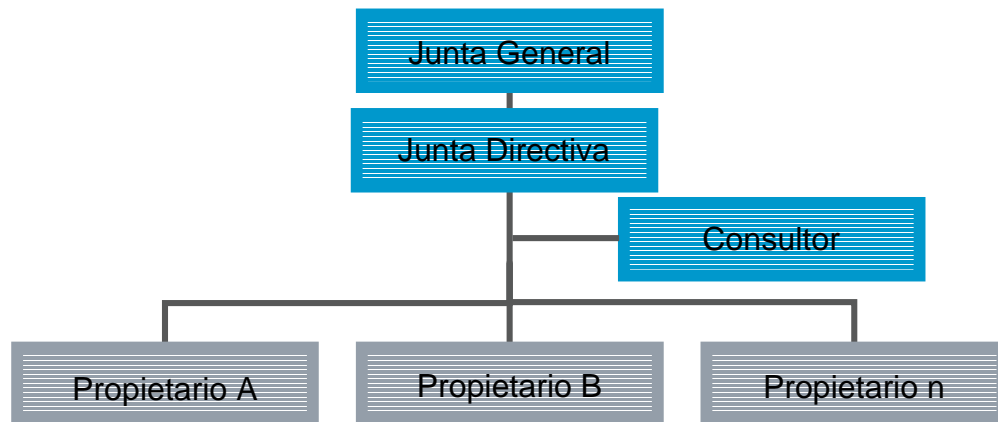 Junta General
Junta Directiva
Consultor
Propietario A
Propietario B
Propietario n